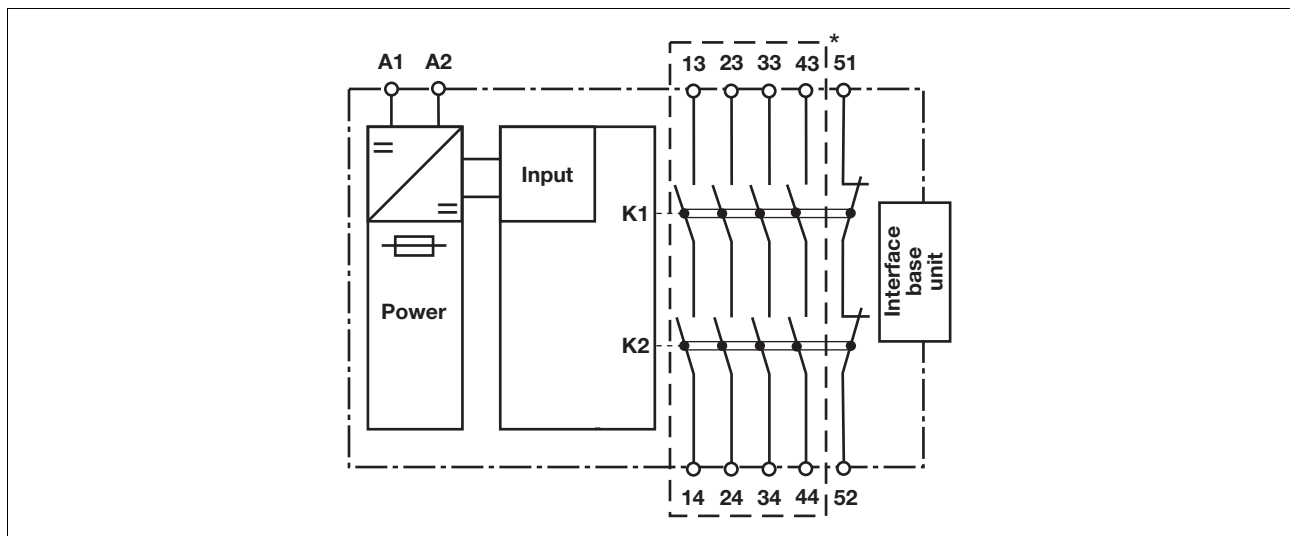 *
A1 A2 13 23 33 43 51
Input
K1
Interface
base
unit
Power
K2
14 24 34 44 52